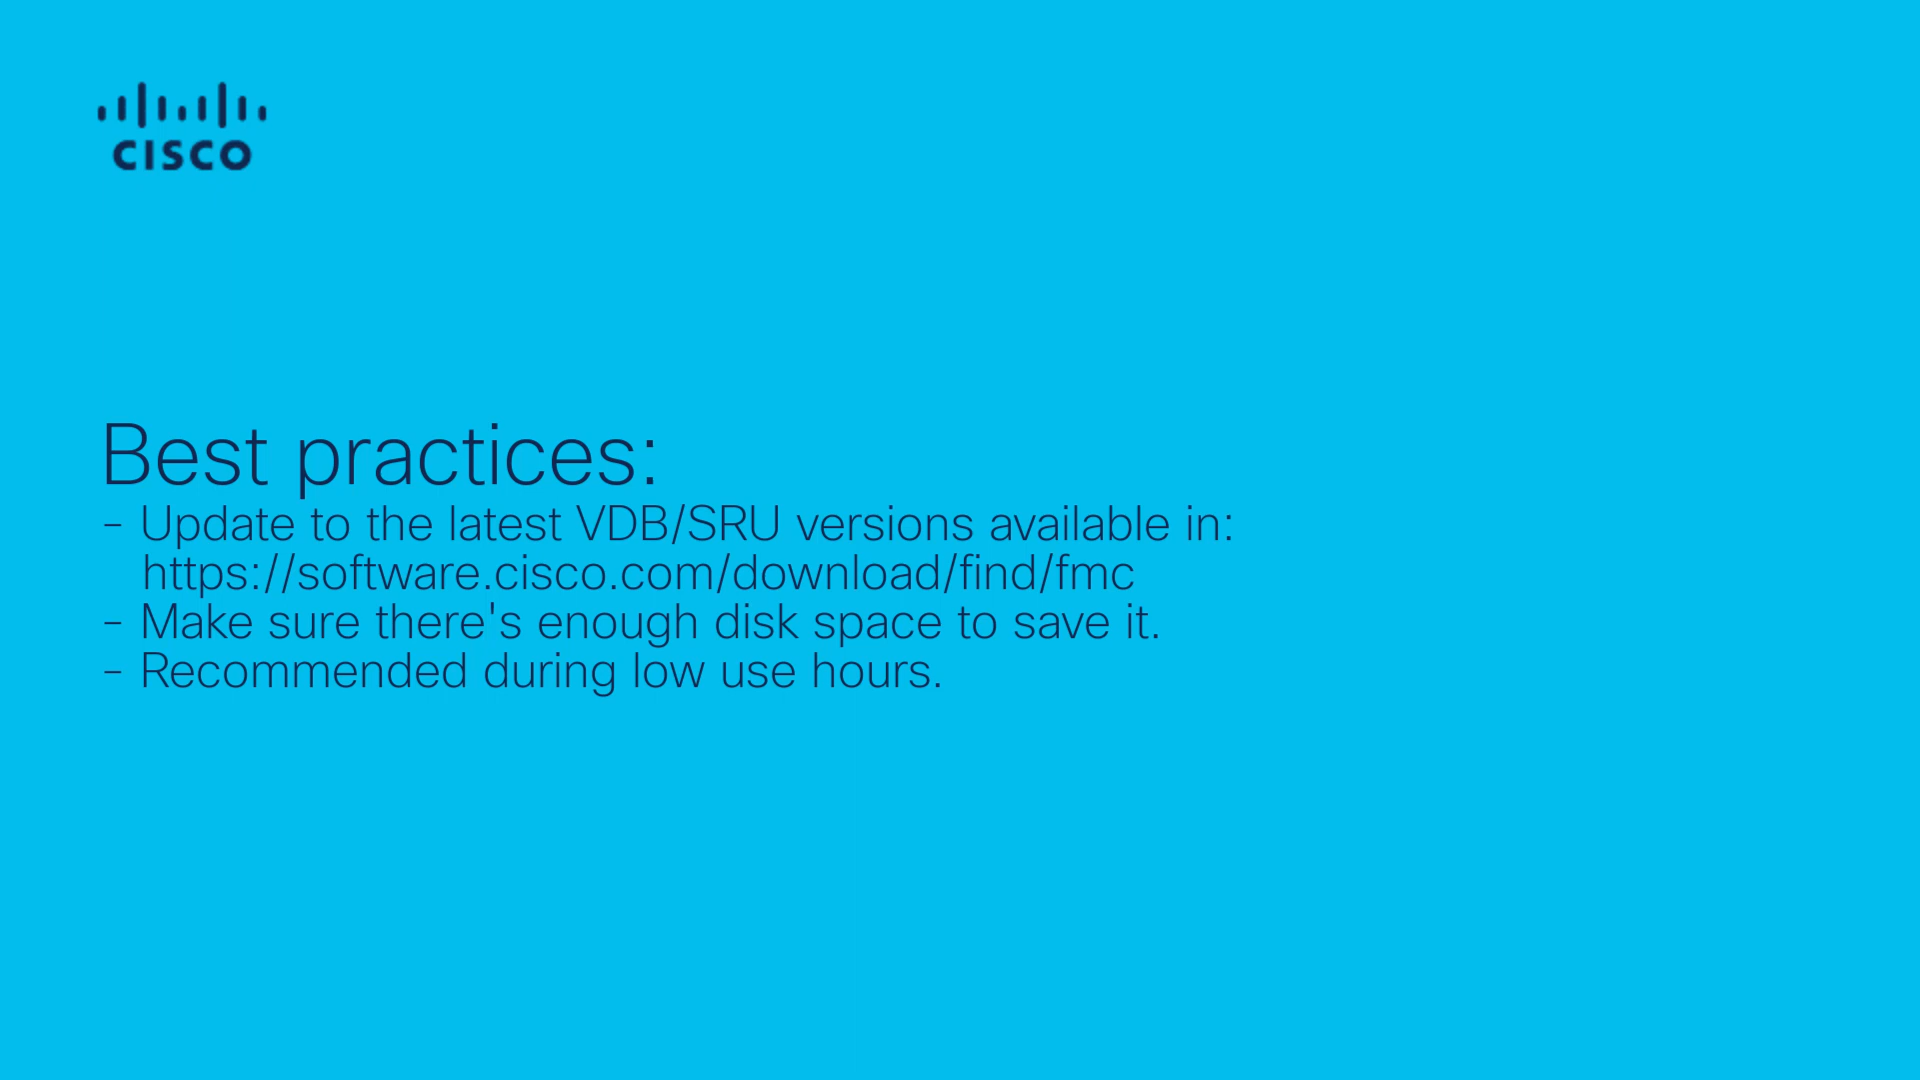 CISCO
Best practices:
- Update to the latest VDB/SRU versions available in:
https://software.cisco.com/download/find/fmc
- Make sure there's enough disk space to save it.
- Recommended during low use hours.